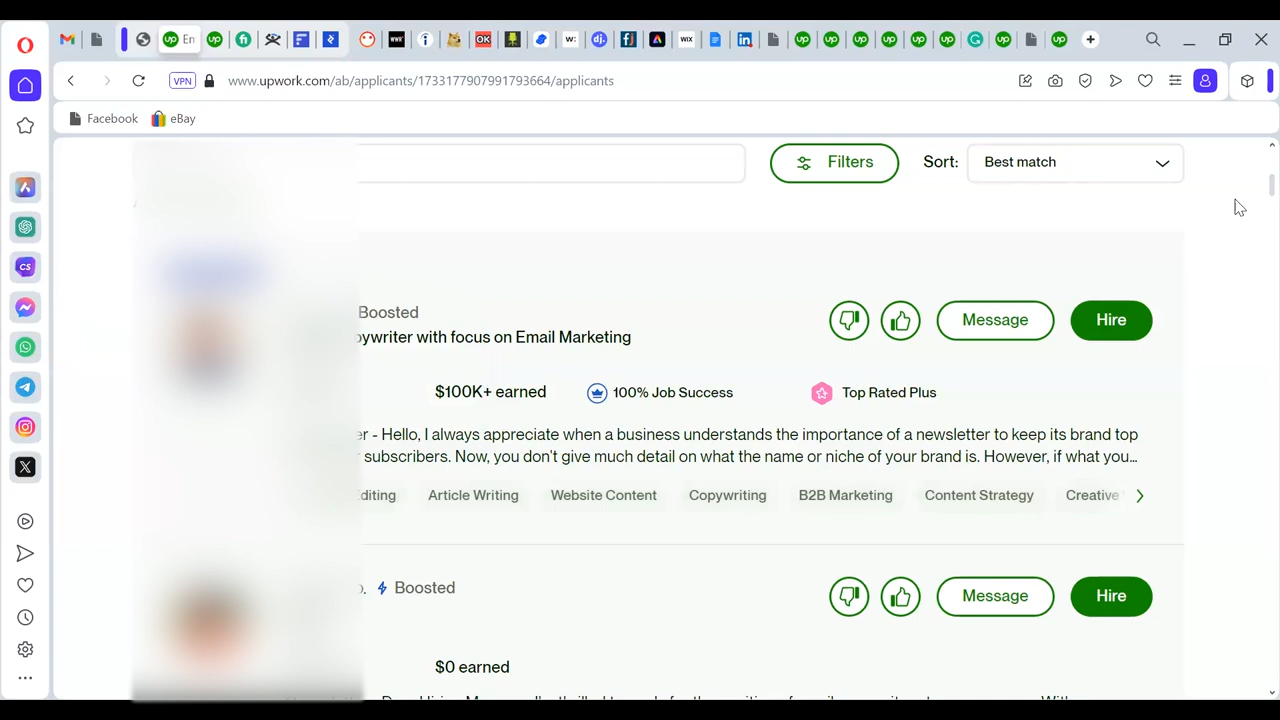 En
VPN
www.upwork.com/ab/applicants/1733177907991793664/applicants
Facebook
eBay
Filters
Sort:
Best match
Boosted
ywriter with focus on Email Marketing
$100K+ earned
100% Job Success
Top Rated Plus
Message
Hire
er - Hello, I always appreciate when a business understands the importance of a newsletter to keep its brand top
subscribers. Now, you don't give much detail on what the name or niche of your brand is. However, if what you...
Editing
Article Writing
Website Content
Copywriting
B2B Marketing
Content Strategy
Creative
Boosted
Message
Hire
$0 earned